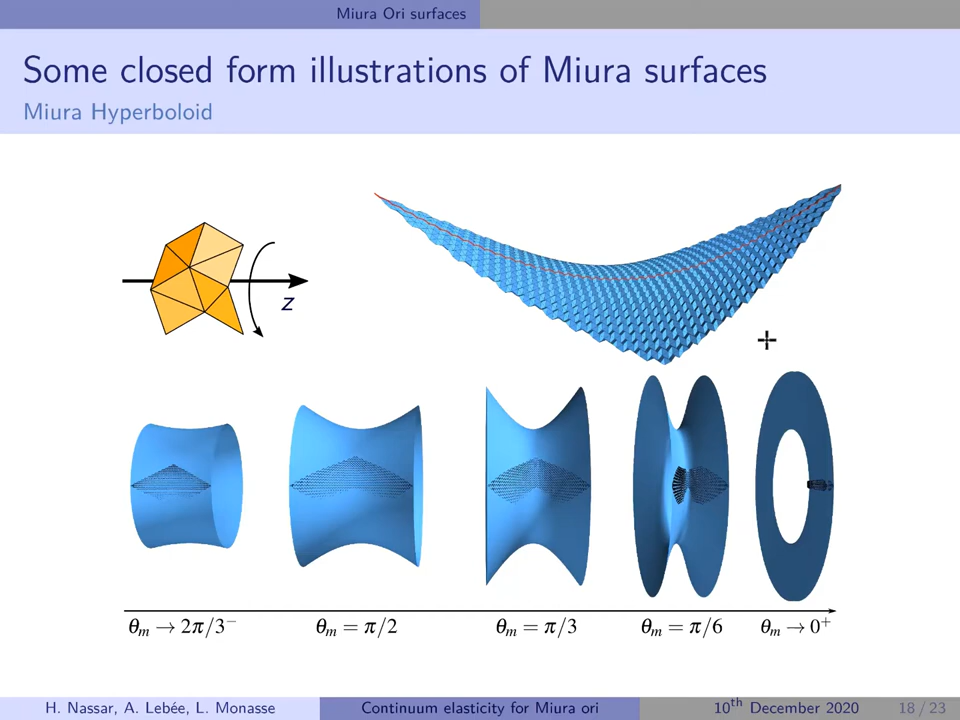 Miura Ori surfaces
Some closed form illustrations of Miura surfaces
Miura Hyperboloid
z
θₘ → 2π/3⁻ θₘ = π/2 θₘ = π/3 θₘ = π/6 θₘ → 0⁺
H. Nassar, A. Lebée, L. Monasse Continuum elasticity for Miura ori 10th December 2020 18 / 23